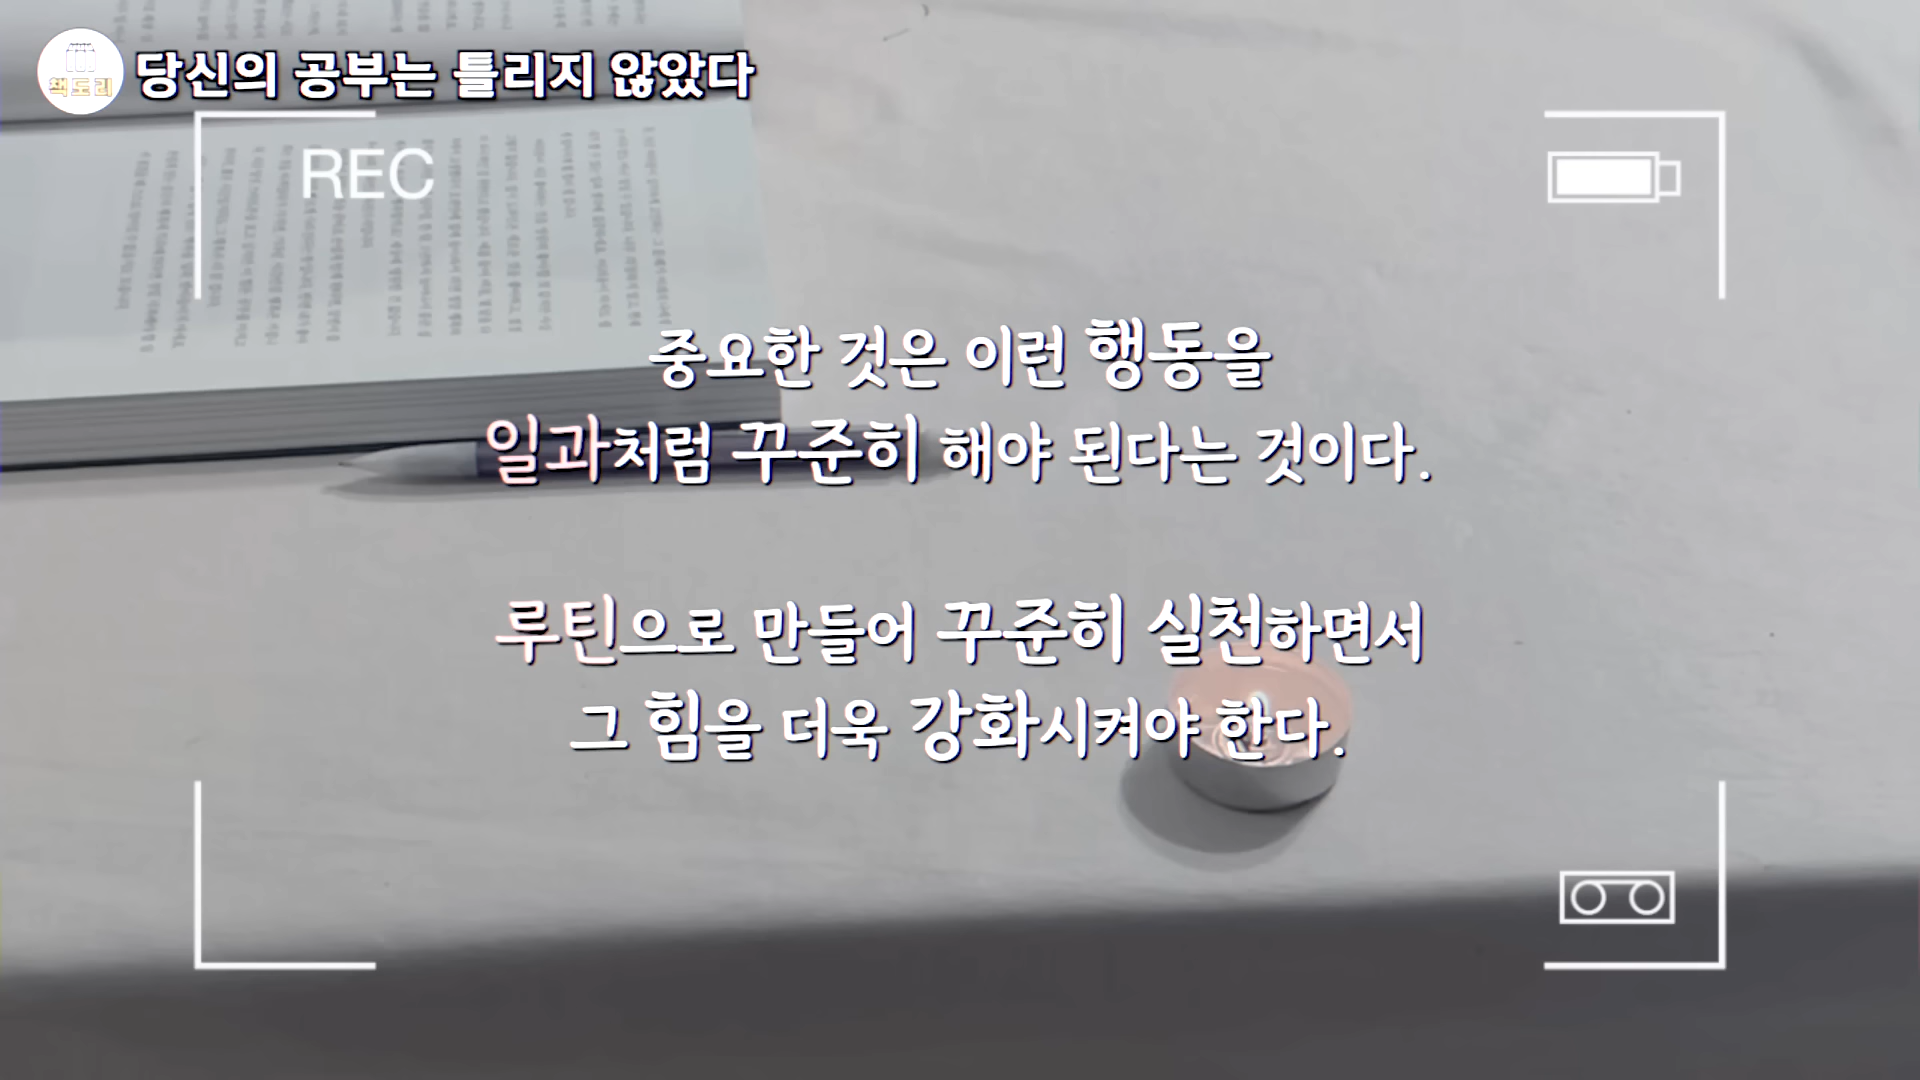 책도리
당신의 공부는 틀리지 않았다
REC
중요한 것은 이런 행동을
일과처럼 꾸준히 해야 된다는 것이다.
루틴으로 만들어 꾸준히 실천하면서
그 힘을 더욱 강화시켜야 한다.